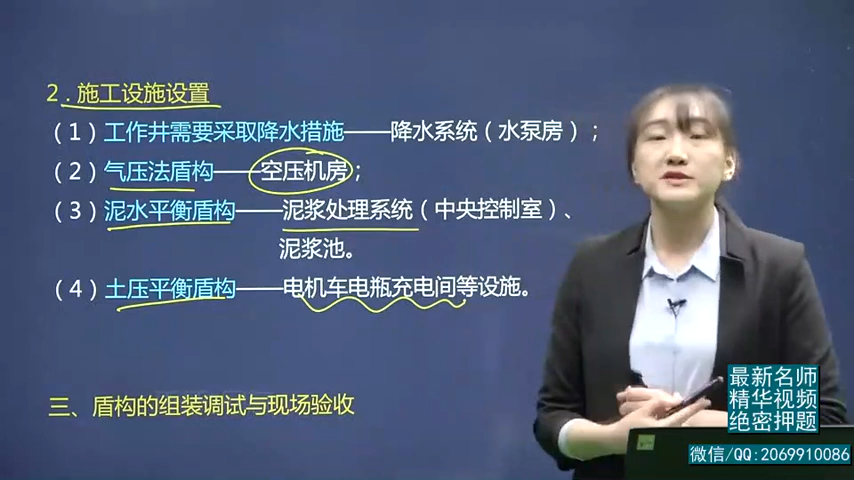 2.施工设施设置
（1）工作井需要采取降水措施——降水系统（水泵房）；
（2）气压法盾构——空压机房；
（3）泥水平衡盾构——泥浆处理系统（中央控制室）、
泥浆池。
（4）土压平衡盾构——电机车电瓶充电间等设施。
三、盾构的组装调试与现场验收
最新名师
精华视频
绝密押题
微信/QQ:2069910086